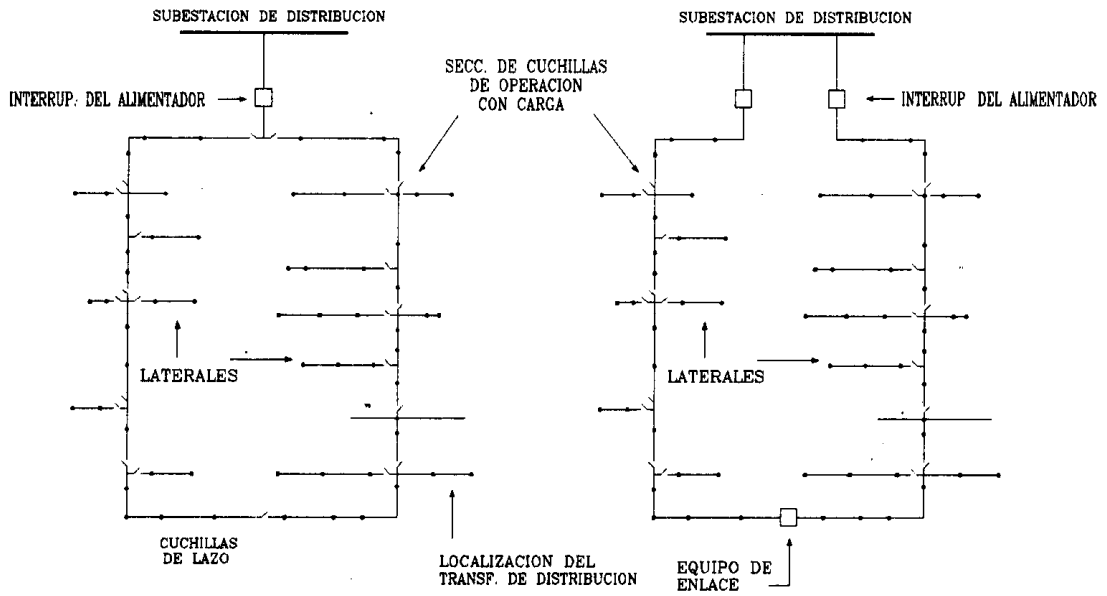 SUBESTACION DE DISTRIBUCION
SUBESTACION DE DISTRIBUCION
SECC. DE CUCHILLAS
DE OPERACION
CON CARGA
INTERRUP. DEL ALIMENTADOR
INTERRUP DEL ALIMENTADOR
LATERALES
LATERALES
CUCHILLAS
DE LAZO
LOCALIZACION DEL
TRANSF. DE DISTRIBUCION
EQUIPO DE
ENLACE